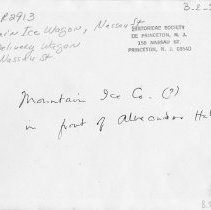 R2913
Ice Wagon, Nassau St
Delivery Wagon
Nassau St
HISTORICAL SOCIETY
OF PRINCETON, N. J.
158 NASSAU ST.
PRINCETON, N. J. 08540
Mountain Ice Co. (?)
in front of Alexander